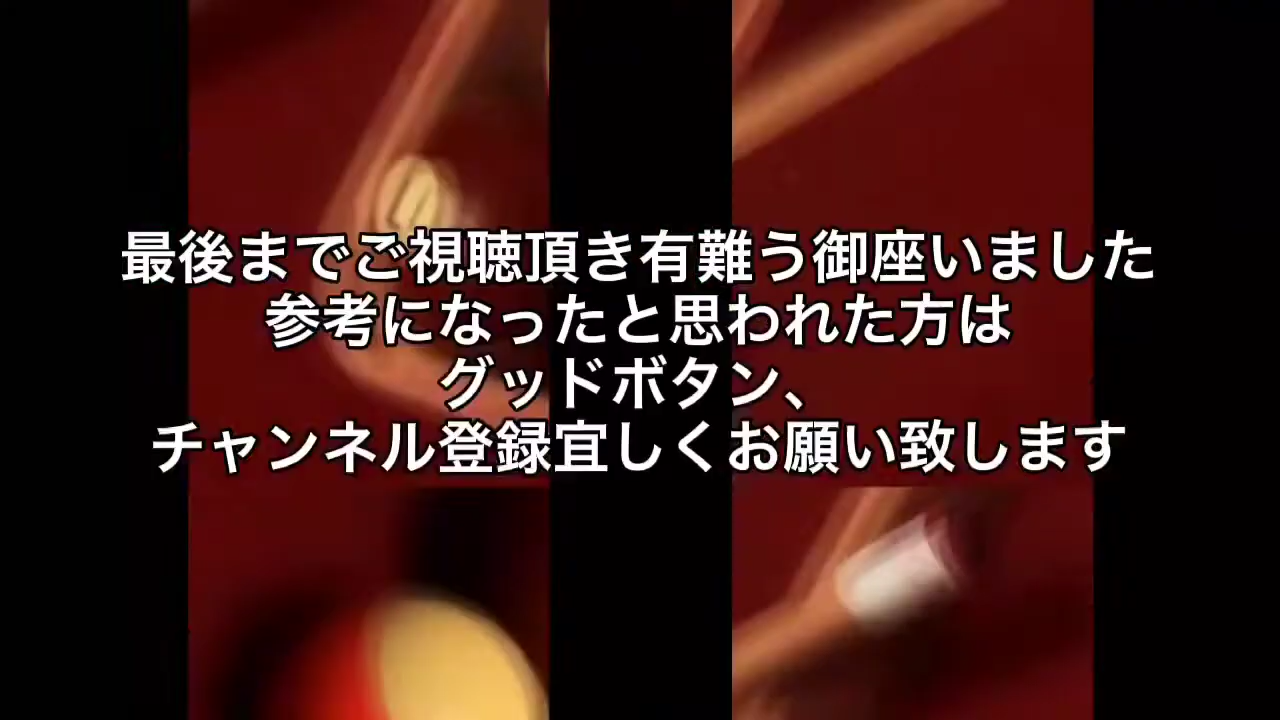 最後までご視聴頂き有難う御座いました
参考になったと思われた方は
グッドボタン、
チャンネル登録宜しくお願い致します